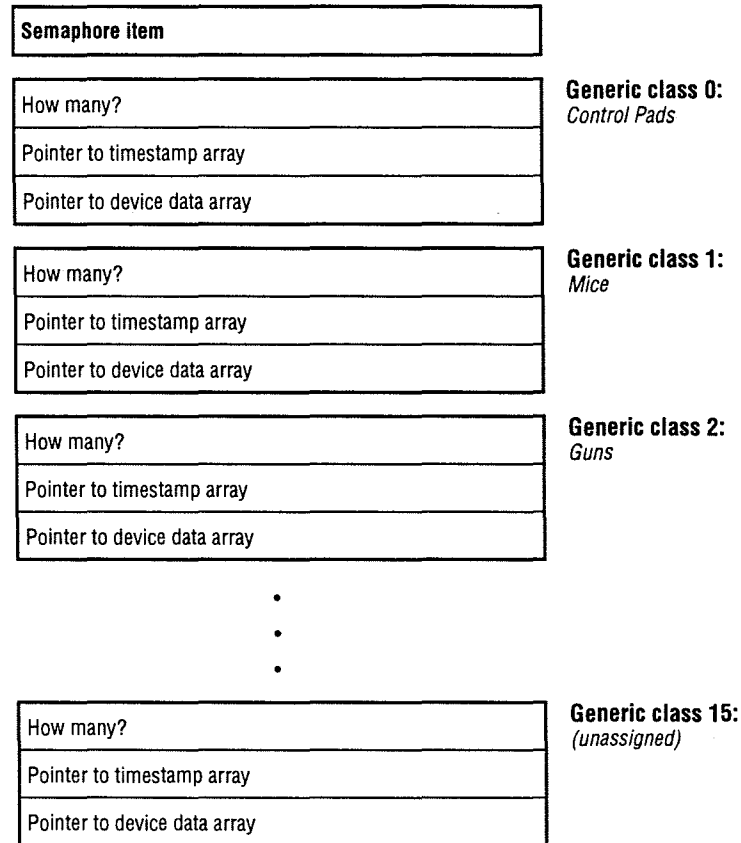 Semaphore item
How many?
Pointer to timestamp array
Pointer to device data array
Generic class 0:
Control Pads
How many?
Pointer to timestamp array
Pointer to device data array
Generic class 1:
Mice
How many?
Pointer to timestamp array
Pointer to device data array
Generic class 2:
Guns
How many?
Pointer to timestamp array
Pointer to device data array
Generic class 15:
(unassigned)